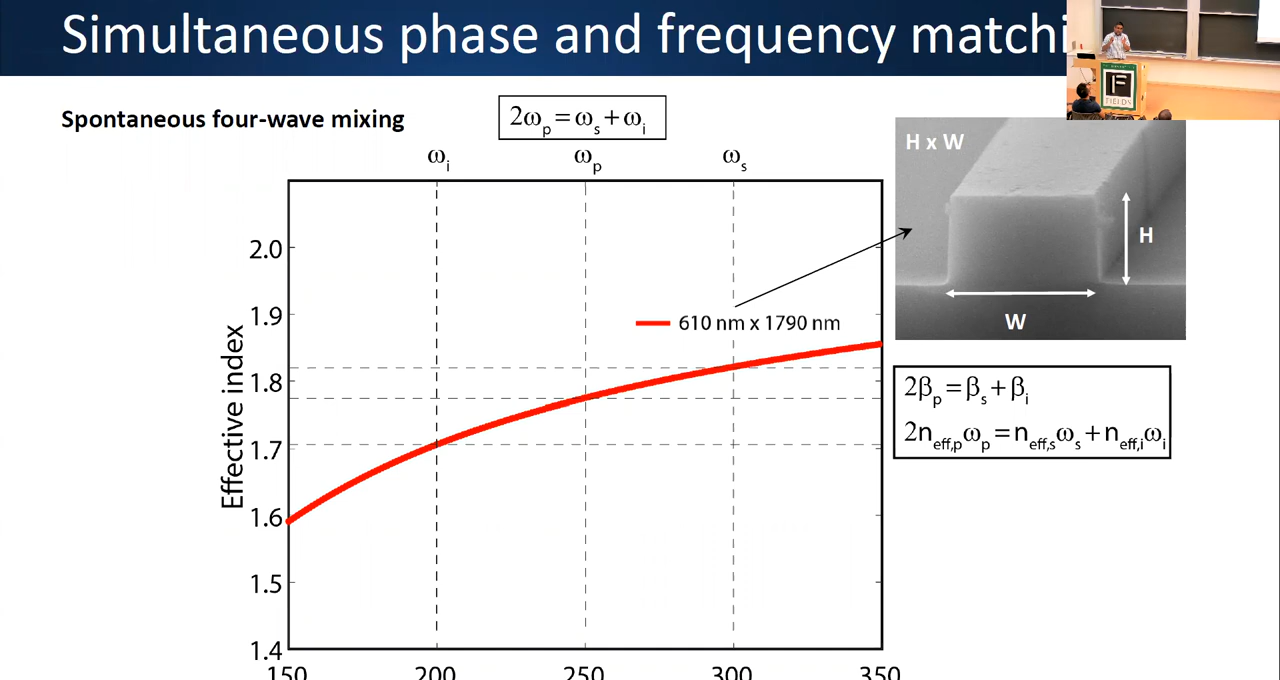 Simultaneous phase and frequency matchi
Spontaneous four-wave mixing
2ωp=ωs+ωi
ωi
ωp
ωs
2.0
1.9
1.8
1.7
1.6
1.5
1.4
Effective index
610 nm x 1790 nm
150
200
250
300
350
H x W
H
W
2βp=βs+βi
2neff,pωp=neff,sωs+neff,iωi
FIELDS